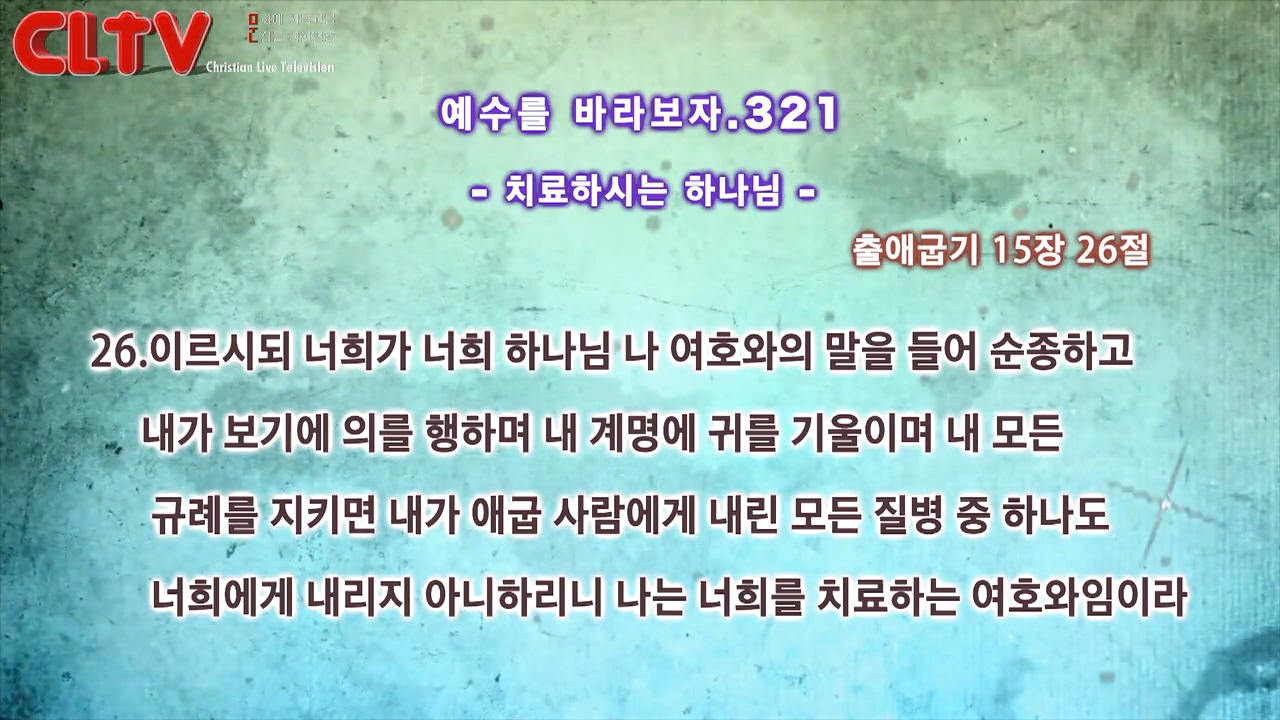 CLTV
Christian Live Television
예수를 바라보자.321
- 치료하시는 하나님 -
출애굽기 15장 26절
26.이르시되 너희가 너희 하나님 나 여호와의 말을 들어 순종하고
내가 보기에 의를 행하며 내 계명에 귀를 기울이며 내 모든
규례를 지키면 내가 애굽 사람에게 내린 모든 질병 중 하나도
너희에게 내리지 아니하리니 나는 너희를 치료하는 여호와임이라